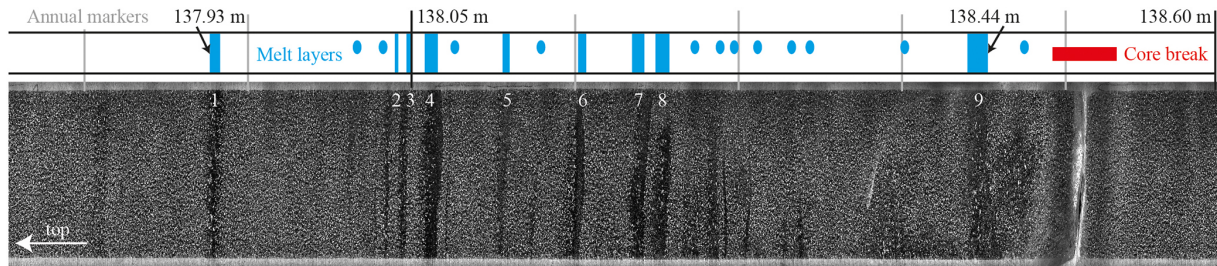 Annual markers 137.93 m 138.05 m 138.44 m 138.60 m
Melt layers Core break
1 2 3 4 5 6 7 8 9
top